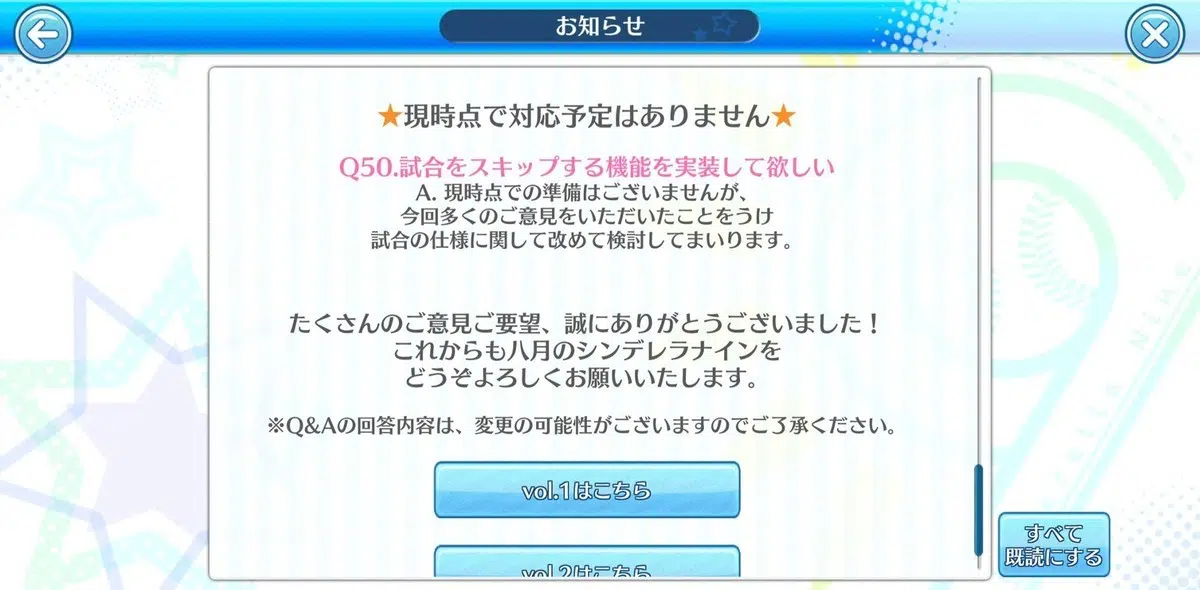 お知らせ
★現時点で対応予定はありません★
Q50.試合をスキップする機能を実装して欲しい
A. 現時点での準備はございませんが、
今回多くのご意見をいただいたことをうけ
試合の仕様に関して改めて検討してまいります。
たくさんのご意見ご要望、誠にありがとうございました！
これからも八月のシンデレラナインを
どうぞよろしくお願いいたします。
※Q&Aの回答内容は、変更の可能性がございますのでご了承ください。
vol.1はこちら
vol.2はこちら
すべて
既読にする